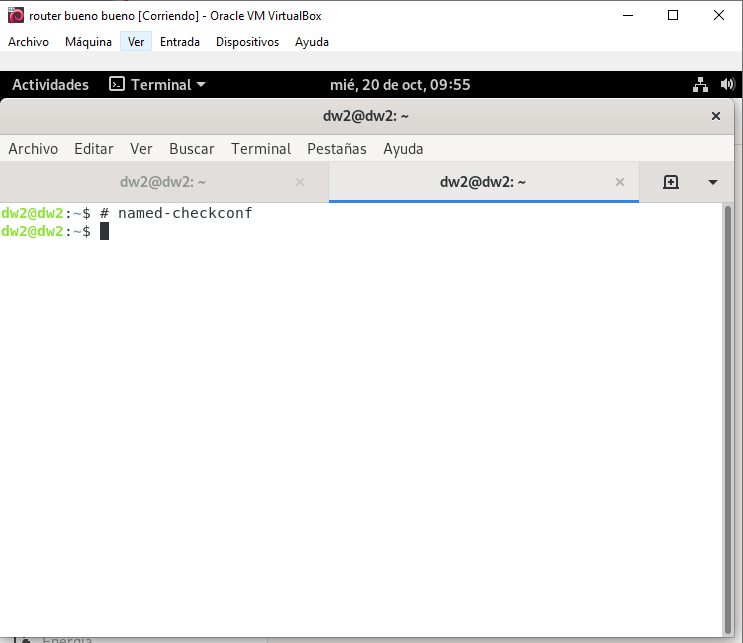 router bueno bueno [Corriendo] - Oracle VM VirtualBox
Archivo Máquina Ver Entrada Dispositivos Ayuda
Actividades Terminal mié, 20 de oct, 09:55
dw2@dw2: ~
Archivo Editar Ver Buscar Terminal Pestañas Ayuda
dw2@dw2: ~ dw2@dw2: ~
dw2@dw2:~$ # named-checkconf
dw2@dw2:~$
Energía